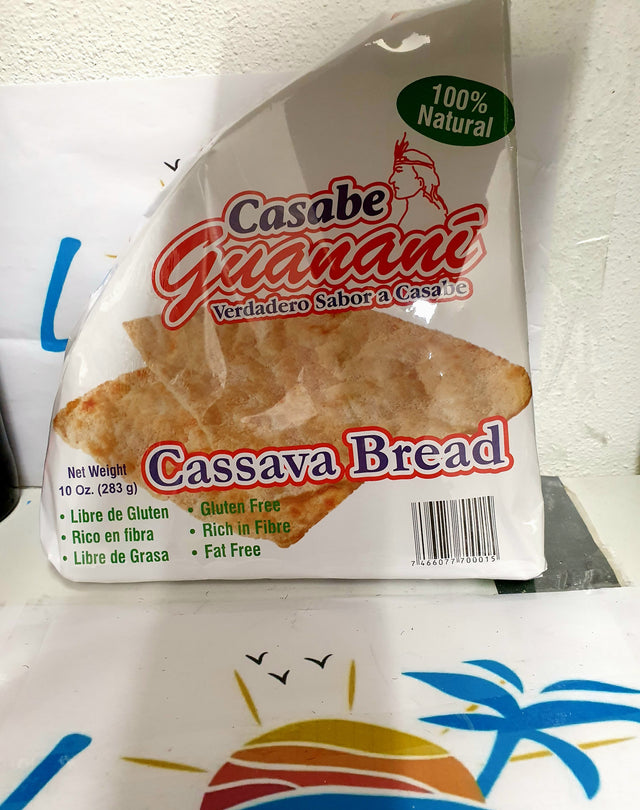 100%
Natural
Casabe
Guananí
Verdadero Sabor a Casabe
Cassava Bread
Net Weight
10 Oz. (283 g)
• Libre de Gluten
• Rico en fibra
• Libre de Grasa
• Gluten Free
• Rich in Fibre
• Fat Free
7 466077 700015